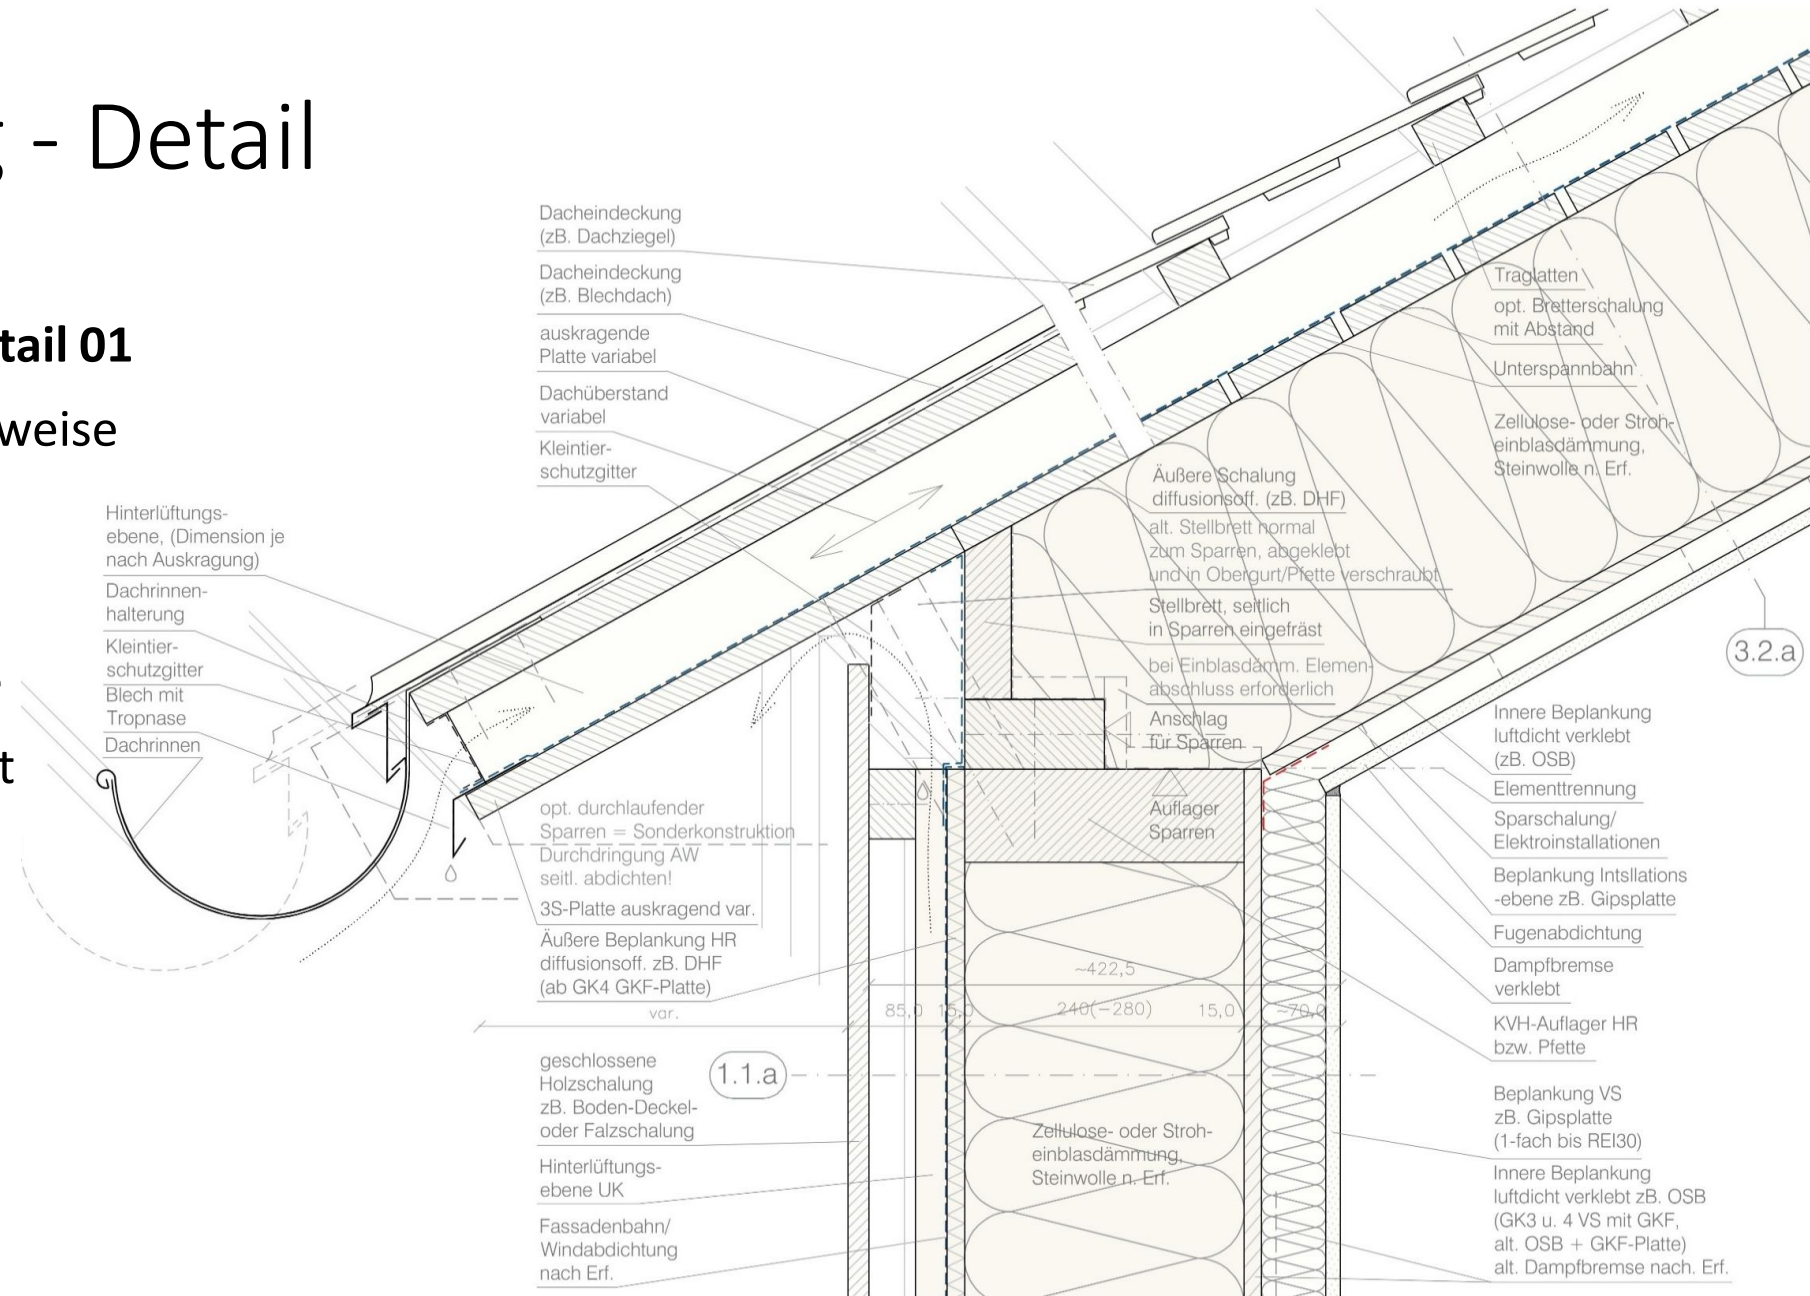 g - Detail
tail 01
weise
t
Dacheindeckung
(zB. Dachziegel)
Dacheindeckung
(zB. Blechdach)
auskragende
Platte variabel
Dachüberstand
variabel
Kleintier-
schutzgitter
Hinterlüftungs-
ebene, (Dimension je
nach Auskragung)
Dachrinnen-
halterung
Kleintier-
schutzgitter
Blech mit
Tropnase
Dachrinnen
opt. durchlaufender
Sparren = Sonderkonstruktion
Durchdringung AW
seitl. abdichten!
3S-Platte auskragend var.
Äußere Beplankung HR
diffusionsoff. zB. DHF
(ab GK4 GKF-Platte)
var.
geschlossene
Holzschalung
zB. Boden-Deckel-
oder Falzschalung
1.1.a
Hinterlüftungs-
ebene UK
Fassadenbahn/
Windabdichtung
nach Erf.
Äußere Schalung
diffusionsoff. (zB. DHF)
alt. Stellbrett normal
zum Sparren, abgeklebt
und in Obergurt/Pfette verschraubt
Stellbrett, seitlich
in Sparren eingefräst
bei Einblasdämm. Elemen-
abschluss erforderlich
Anschlag
für Sparren
Auflager
Sparren
~422,5
85,0 15,0 240(-280) 15,0 ~70,0
Zellulose- oder Stroh-
einblasdämmung,
Steinwolle n. Erf.
Traglatten
opt. Bretterschalung
mit Abstand
Unterspannbahn
Zellulose- oder Stroh-
einblasdämmung,
Steinwolle n. Erf.
3.2.a
Innere Beplankung
luftdicht verklebt
(zB. OSB)
Elementtrennung
Sparschalung/
Elektroinstallationen
Beplankung Intsllations
-ebene zB. Gipsplatte
Fugenabdichtung
Dampfbremse
verklebt
KVH-Auflager HR
bzw. Pfette
Beplankung VS
zB. Gipsplatte
(1-fach bis REI30)
Innere Beplankung
luftdicht verklebt zB. OSB
(GK3 u. 4 VS mit GKF,
alt. OSB + GKF-Platte)
alt. Dampfbremse nach. Erf.